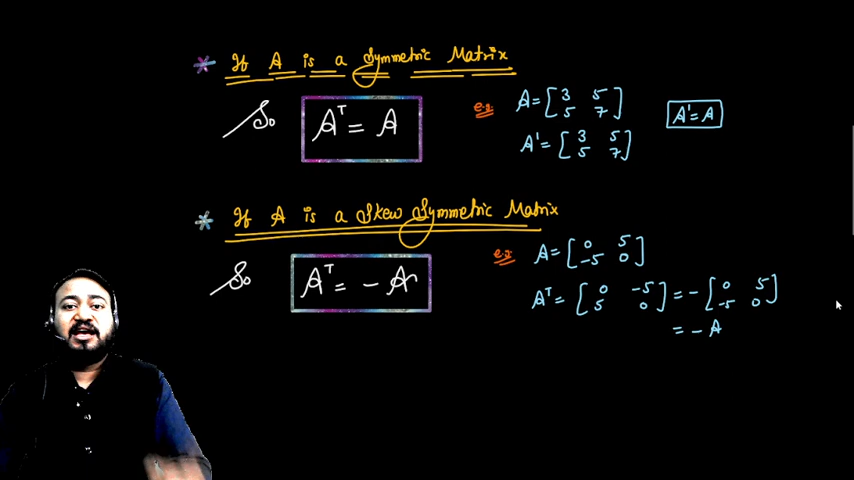 * If A is a Symmetric Matrix
So Aᵀ = A
e.g. A = [3 5
5 7]
A' = [3 5
5 7]
A' = A
* If A is a Skew Symmetric Matrix
So Aᵀ = - A
e.g. A = [0 5
-5 0]
Aᵀ = [0 -5
5 0] = - [0 5
-5 0]
= - A